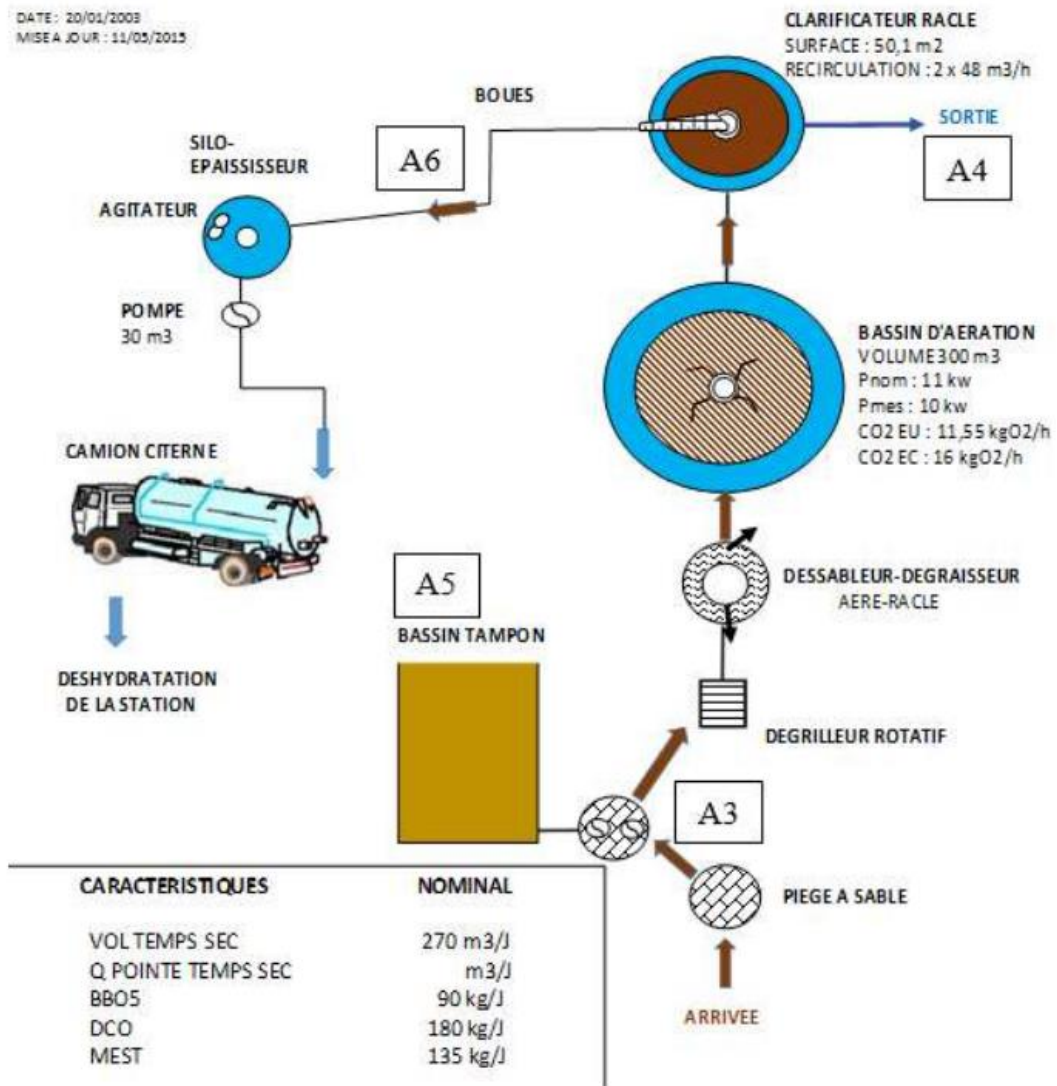 DATE : 20/01/2003
MISE A JOUR : 11/05/2015
CLARIFICATEUR RACLE
SURFACE : 50,1 m2
RECIRCULATION : 2 x 48 m3/h
BOUES
SORTIE
A6
A4
SILO-
EPAISSISSEUR
AGITATEUR
POMPE
30 m3
BASSIN D'AERATION
VOLUME 300 m3
Pnom : 11 kw
Pmes : 10 kw
CO2 EU : 11,55 kgO2/h
CO2 EC : 16 kgO2/h
CAMION CITERNE
A5
DESSABLEUR-DEGRAISSEUR
AERE-RACLE
BASSIN TAMPON
DESHYDRATATION
DE LA STATION
DEGRILLEUR ROTATIF
A3
PIEGE A SABLE
ARRIVEE
CARACTERISTIQUES NOMINAL
VOL TEMPS SEC 270 m3/J
Q POINTE TEMPS SEC m3/J
BBO5 90 kg/J
DCO 180 kg/J
MEST 135 kg/J